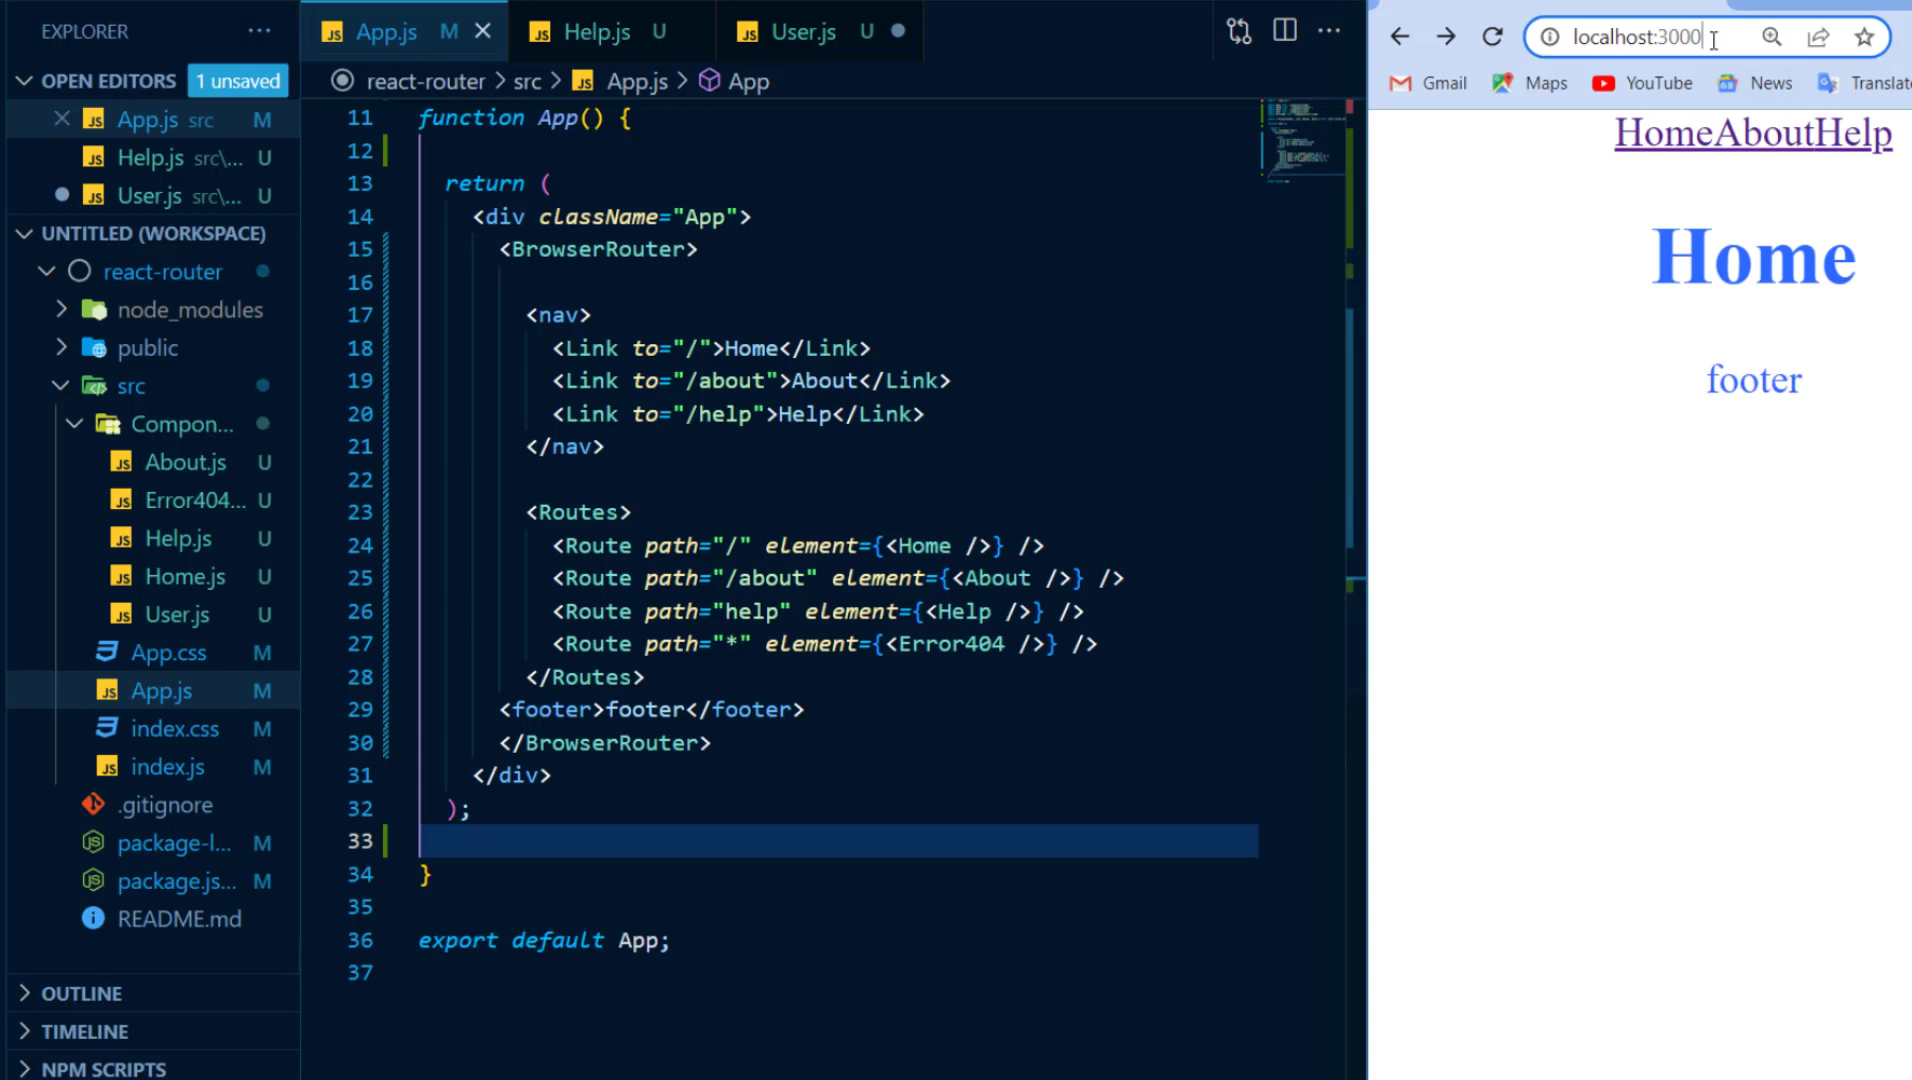 EXPLORER ...
OPEN EDITORS 1 unsaved
App.js src M
Help.js src\... U
User.js src\... U
UNTITLED (WORKSPACE)
react-router
node_modules
public
src
Compon...
About.js U
Error404... U
Help.js U
Home.js U
User.js U
App.css M
App.js M
index.css M
index.js M
.gitignore
package-l... M
package.js... M
README.md
OUTLINE
TIMELINE
NPM SCRIPTS
App.js M
Help.js U
User.js U
react-router > src > App.js > App
11 function App() {
12
13 return (
14 <div className="App">
15 <BrowserRouter>
16
17 <nav>
18 <Link to="/">Home</Link>
19 <Link to="/about">About</Link>
20 <Link to="/help">Help</Link>
21 </nav>
22
23 <Routes>
24 <Route path="/" element={<Home />} />
25 <Route path="/about" element={<About />} />
26 <Route path="help" element={<Help />} />
27 <Route path="*" element={<Error404 />} />
28 </Routes>
29 <footer>footer</footer>
30 </BrowserRouter>
31 </div>
32 );
33
34 }
35
36 export default App;
37
localhost:3000
Gmail Maps YouTube News Translate
HomeAboutHelp
Home
footer